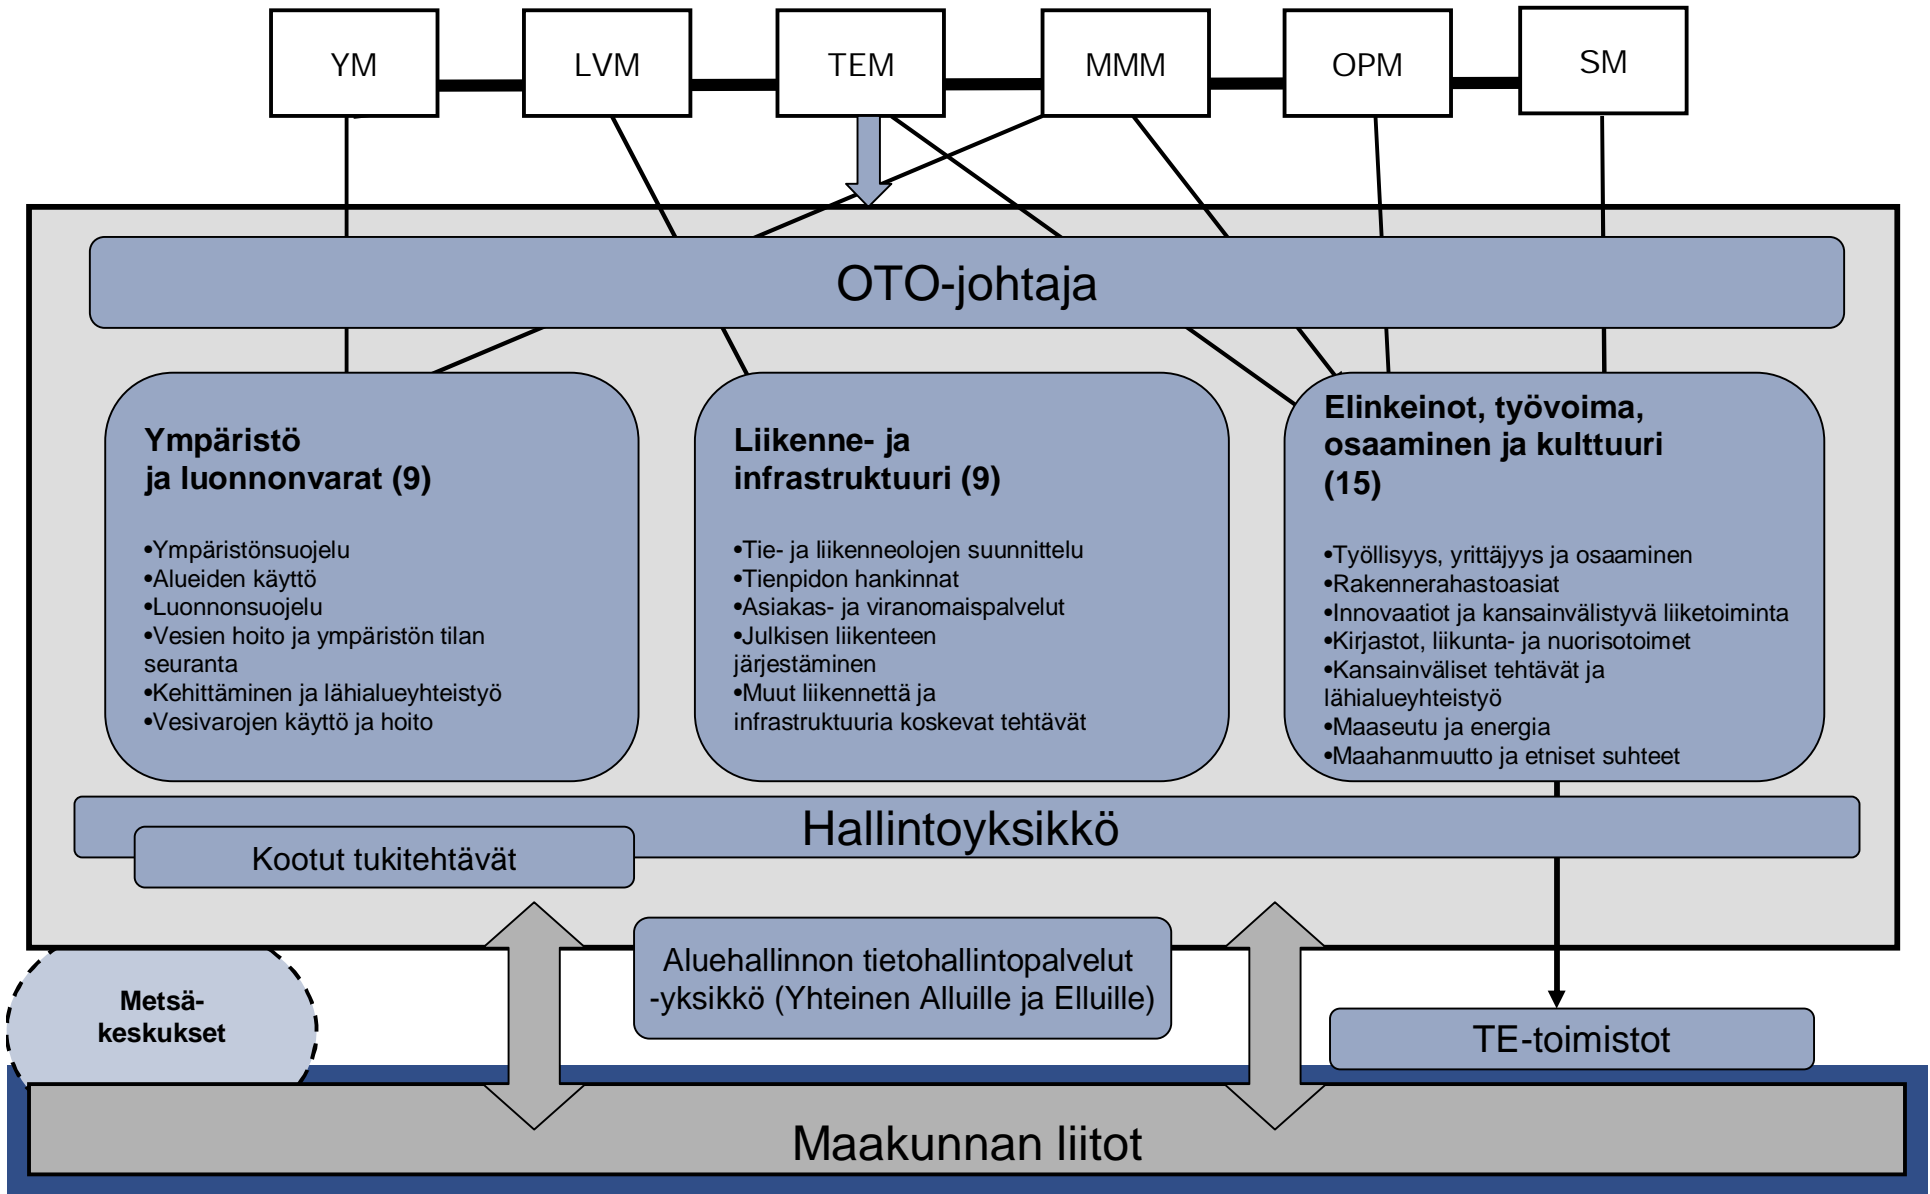 YM
LVM
TEM
MMM
OPM
SM
OTO-johtaja
Ympäristö
ja luonnonvarat (9)
•Ympäristönsuojelu
•Alueiden käyttö
•Luonnonsuojelu
•Vesien hoito ja ympäristön tilan
seuranta
•Kehittäminen ja lähialueyhteistyö
•Vesivarojen käyttö ja hoito
Liikenne- ja
infrastruktuuri (9)
•Tie- ja liikenneolojen suunnittelu
•Tienpidon hankinnat
•Asiakas- ja viranomaispalvelut
•Julkisen liikenteen
järjestäminen
•Muut liikennettä ja
infrastruktuuria koskevat tehtävät
Elinkeinot, työvoima,
osaaminen ja kulttuuri
(15)
•Työllisyys, yrittäjyys ja osaaminen
•Rakennerahastoasiat
•Innovaatiot ja kansainvälistyvä liiketoiminta
•Kirjastot, liikunta- ja nuorisotoimet
•Kansainväliset tehtävät ja
lähialueyhteistyö
•Maaseutu ja energia
•Maahanmuutto ja etniset suhteet
Hallintoyksikkö
Kootut tukitehtävät
Aluehallinnon tietohallintopalvelut
-yksikkö (Yhteinen Alluille ja Elluille)
Metsä-
keskukset
TE-toimistot
Maakunnan liitot